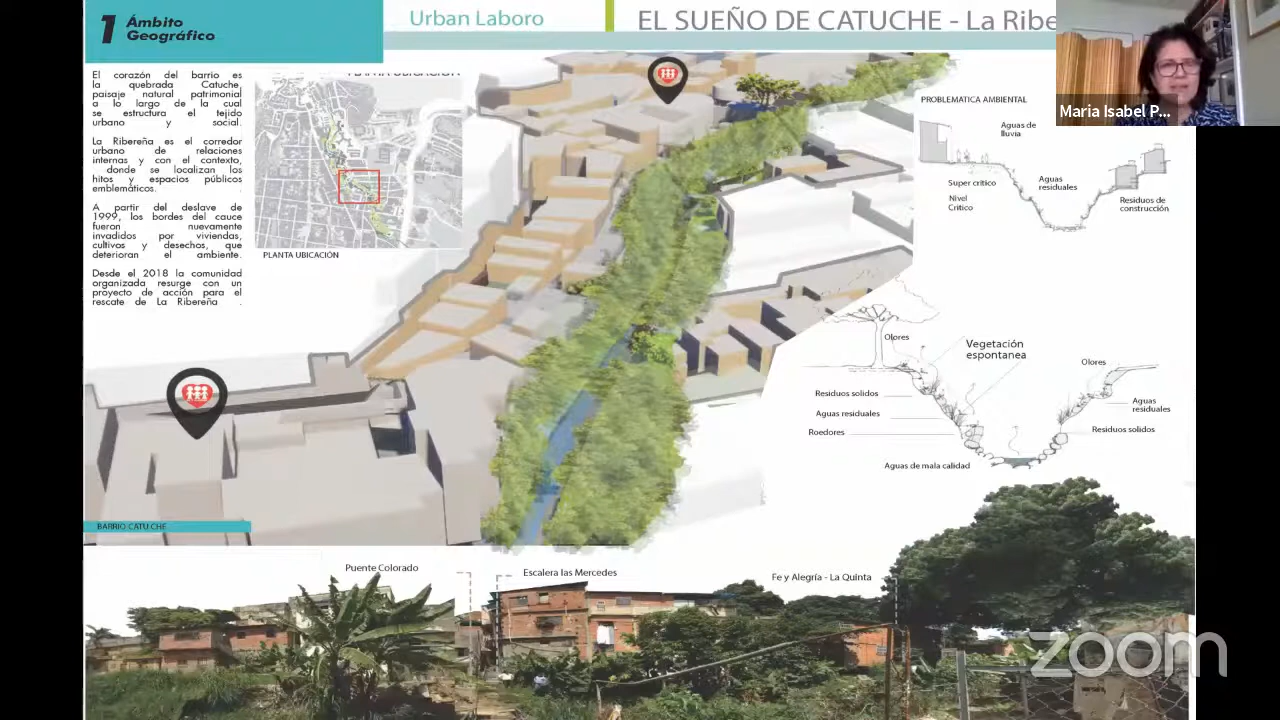 1 Ámbito
Geográfico
Urban Laboro
EL SUEÑO DE CATUCHE - La Ribe
Maria Isabel P...
El corazón del barrio es
la quebrada Catuche,
paisaje natural patrimonial
a lo largo de la cual
se estructura el tejido
urbano y social.
La Ribereña es el corredor
urbano de relaciones
internas y con el contexto,
donde se localizan los
hitos y espacios públicos
emblemáticos.
A partir del deslave de
1999, los bordes del cauce
fueran nuevamente
invadidos por viviendas,
cultivos y desechos, que
deterioran el ambiente.
Desde el 2018 la comunidad
organizada resurge con un
proyecto de acción para el
rescate de La Ribereña .
PLANTA UBICACIÓN
PLANTA UBICACIÓN
PROBLEMATICA AMBIENTAL
Aguas de
lluvia
Super critico
Nivel
Critico
Aguas
residuales
Residuos de
construcción
Olores
Vegetación
espontanea
Olores
Residuos solidos
Aguas residuales
Roedores
Aguas
residuales
Residuos solidos
Aguas de mala calidad
BARRIO CATUCHE
Puente Colorado
Escalera las Mercedes
Fe y Alegría - La Quinta
zoom